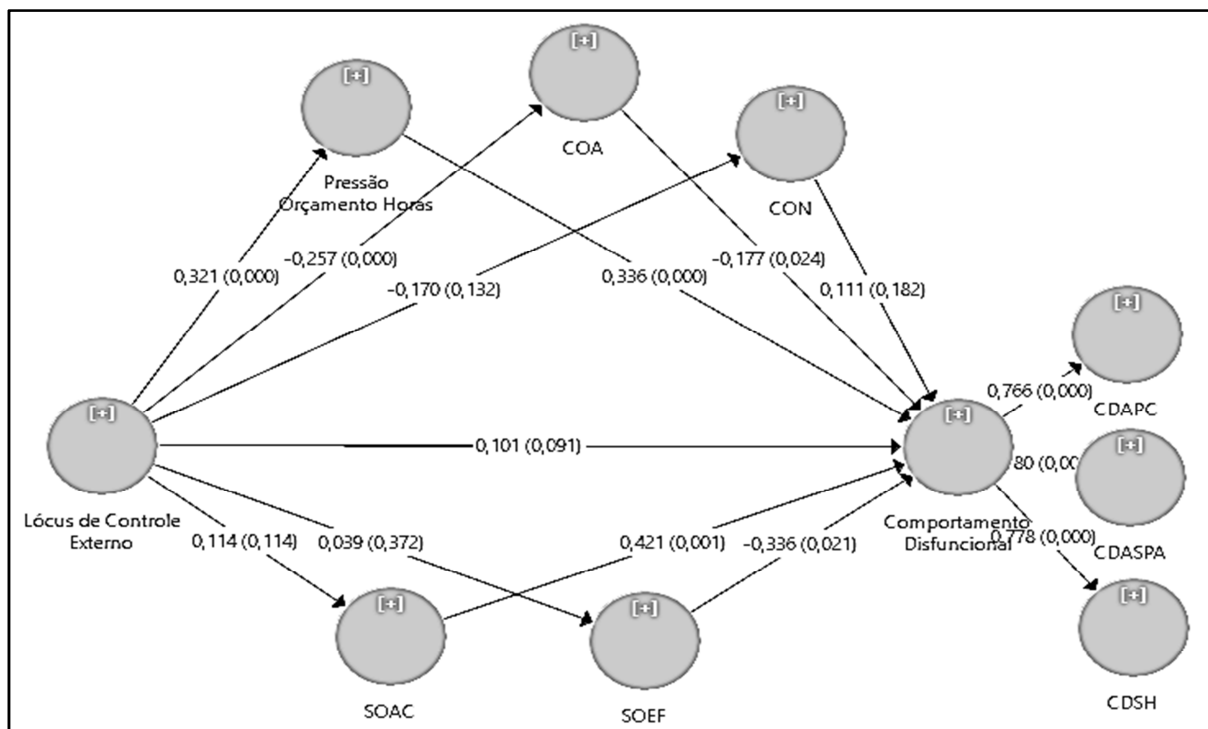 [+]
[+]
[+]
COA
Pressão
Orçamento Horas
CON
0,321 (0,000)
-0,257 (0,000)
-0,170 (0,132)
0,336 (0,000)
-0,177 (0,024)
0,111 (0,182)
[+]
0,766 (0,000)
CDAPC
[+]
[+]
0,101 (0,091)
[+]
Lócus de Controle
Externo
Comportamento
Disfuncional
0,778 (0,000)
CDASPA
0,114 (0,114)
0,039 (0,372)
0,421 (0,001)
-0,336 (0,021)
[+]
[+]
[+]
SOAC
SOEF
CDSH